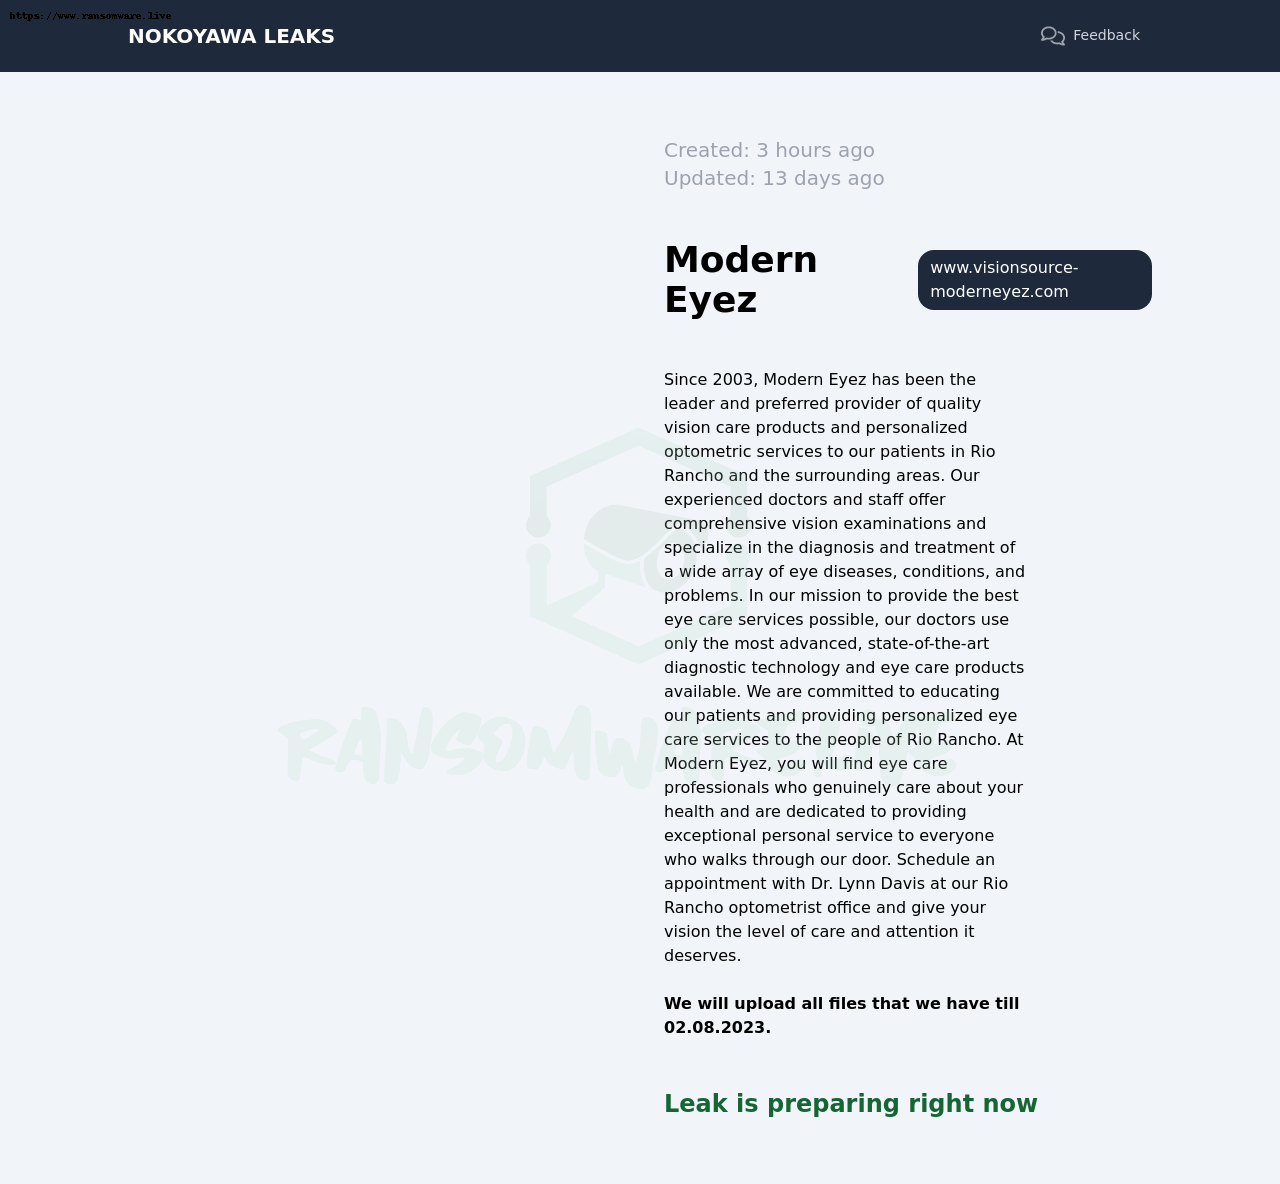 https://www.ransomware.live
NOKOYAWA LEAKS
Feedback
Created: 3 hours ago
Updated: 13 days ago
Modern
Eyez
www.visionsource-
moderneyez.com
Since 2003, Modern Eyez has been the
leader and preferred provider of quality
vision care products and personalized
optometric services to our patients in Rio
Rancho and the surrounding areas. Our
experienced doctors and staff offer
comprehensive vision examinations and
specialize in the diagnosis and treatment of
a wide array of eye diseases, conditions, and
problems. In our mission to provide the best
eye care services possible, our doctors use
only the most advanced, state-of-the-art
diagnostic technology and eye care products
available. We are committed to educating
our patients and providing personalized eye
care services to the people of Rio Rancho. At
Modern Eyez, you will find eye care
professionals who genuinely care about your
health and are dedicated to providing
exceptional personal service to everyone
who walks through our door. Schedule an
appointment with Dr. Lynn Davis at our Rio
Rancho optometrist office and give your
vision the level of care and attention it
deserves.
We will upload all files that we have till
02.08.2023.
Leak is preparing right now
RANSOMWARE.LIVE